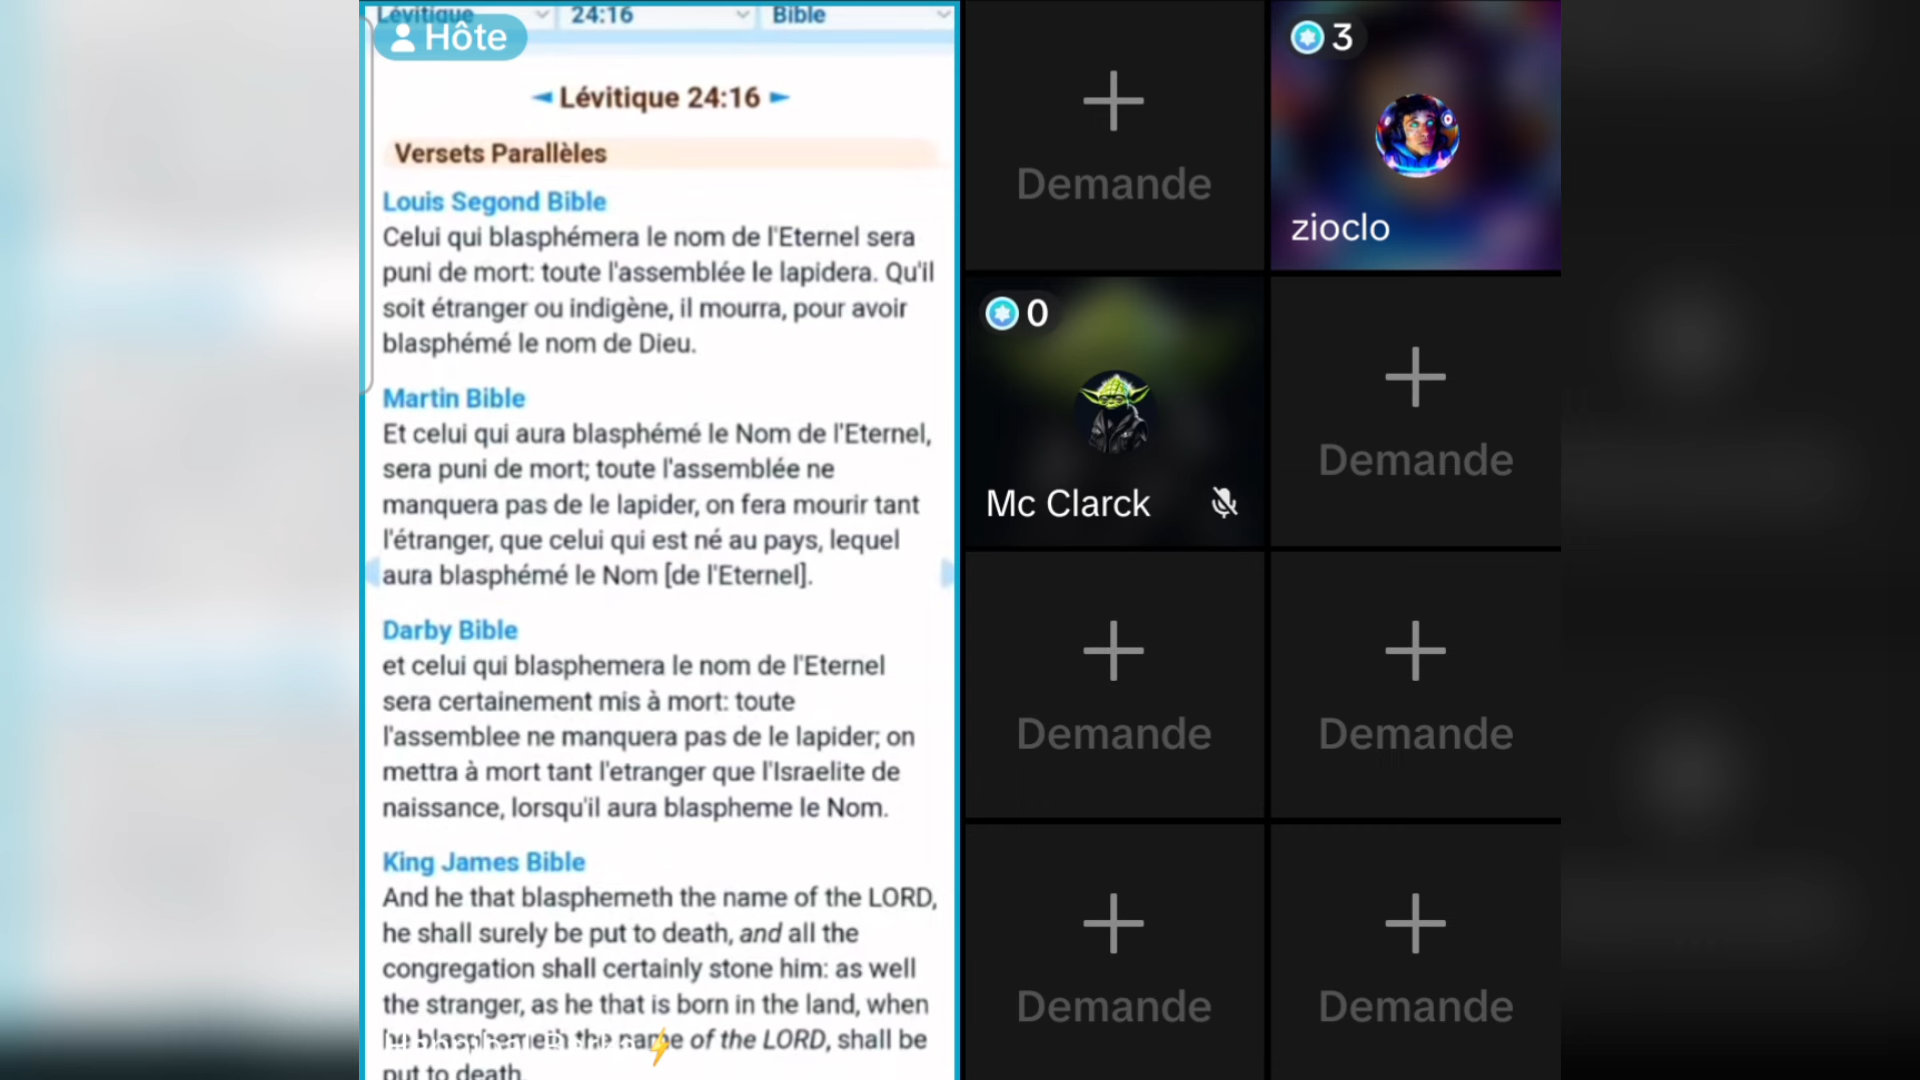 Lévitique
24:16
Bible
Hôte
Lévitique 24:16
Versets Parallèles
Louis Segond Bible
Celui qui blasphémera le nom de l'Eternel sera
puni de mort: toute l'assemblée le lapidera. Qu'il
soit étranger ou indigène, il mourra, pour avoir
blasphémé le nom de Dieu.
Martin Bible
Et celui qui aura blasphémé le Nom de l'Eternel,
sera puni de mort; toute l'assemblée ne
manquera pas de le lapider, on fera mourir tant
l'étranger, que celui qui est né au pays, lequel
aura blasphémé le Nom [de l'Eternel].
Darby Bible
et celui qui blasphemera le nom de l'Eternel
sera certainement mis à mort: toute
l'assemblee ne manquera pas de le lapider; on
mettra à mort tant l'etranger que l'Israelite de
naissance, lorsqu'il aura blaspheme le Nom.
King James Bible
And he that blasphemeth the name of the LORD,
he shall surely be put to death, and all the
congregation shall certainly stone him: as well
the stranger, as he that is born in the land, when
he blasphemeth the name of the LORD, shall be
put to death.
Demande
3
zioclo
0
Mc Clarck
Demande
Demande
Demande
Demande
Demande